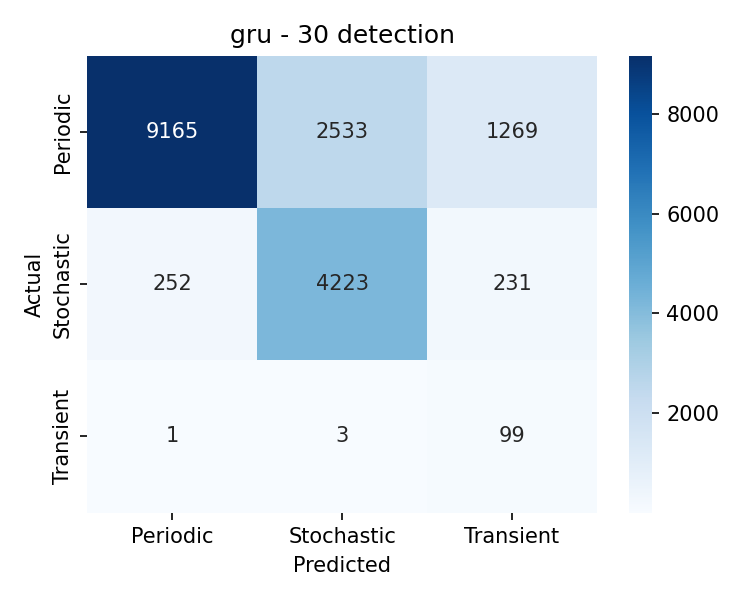 gru - 30 detection
Actual
Periodic
9165 2533 1269
Stochastic
252 4223 231
Transient
1 3 99
Periodic Stochastic Transient
Predicted
8000
6000
4000
2000